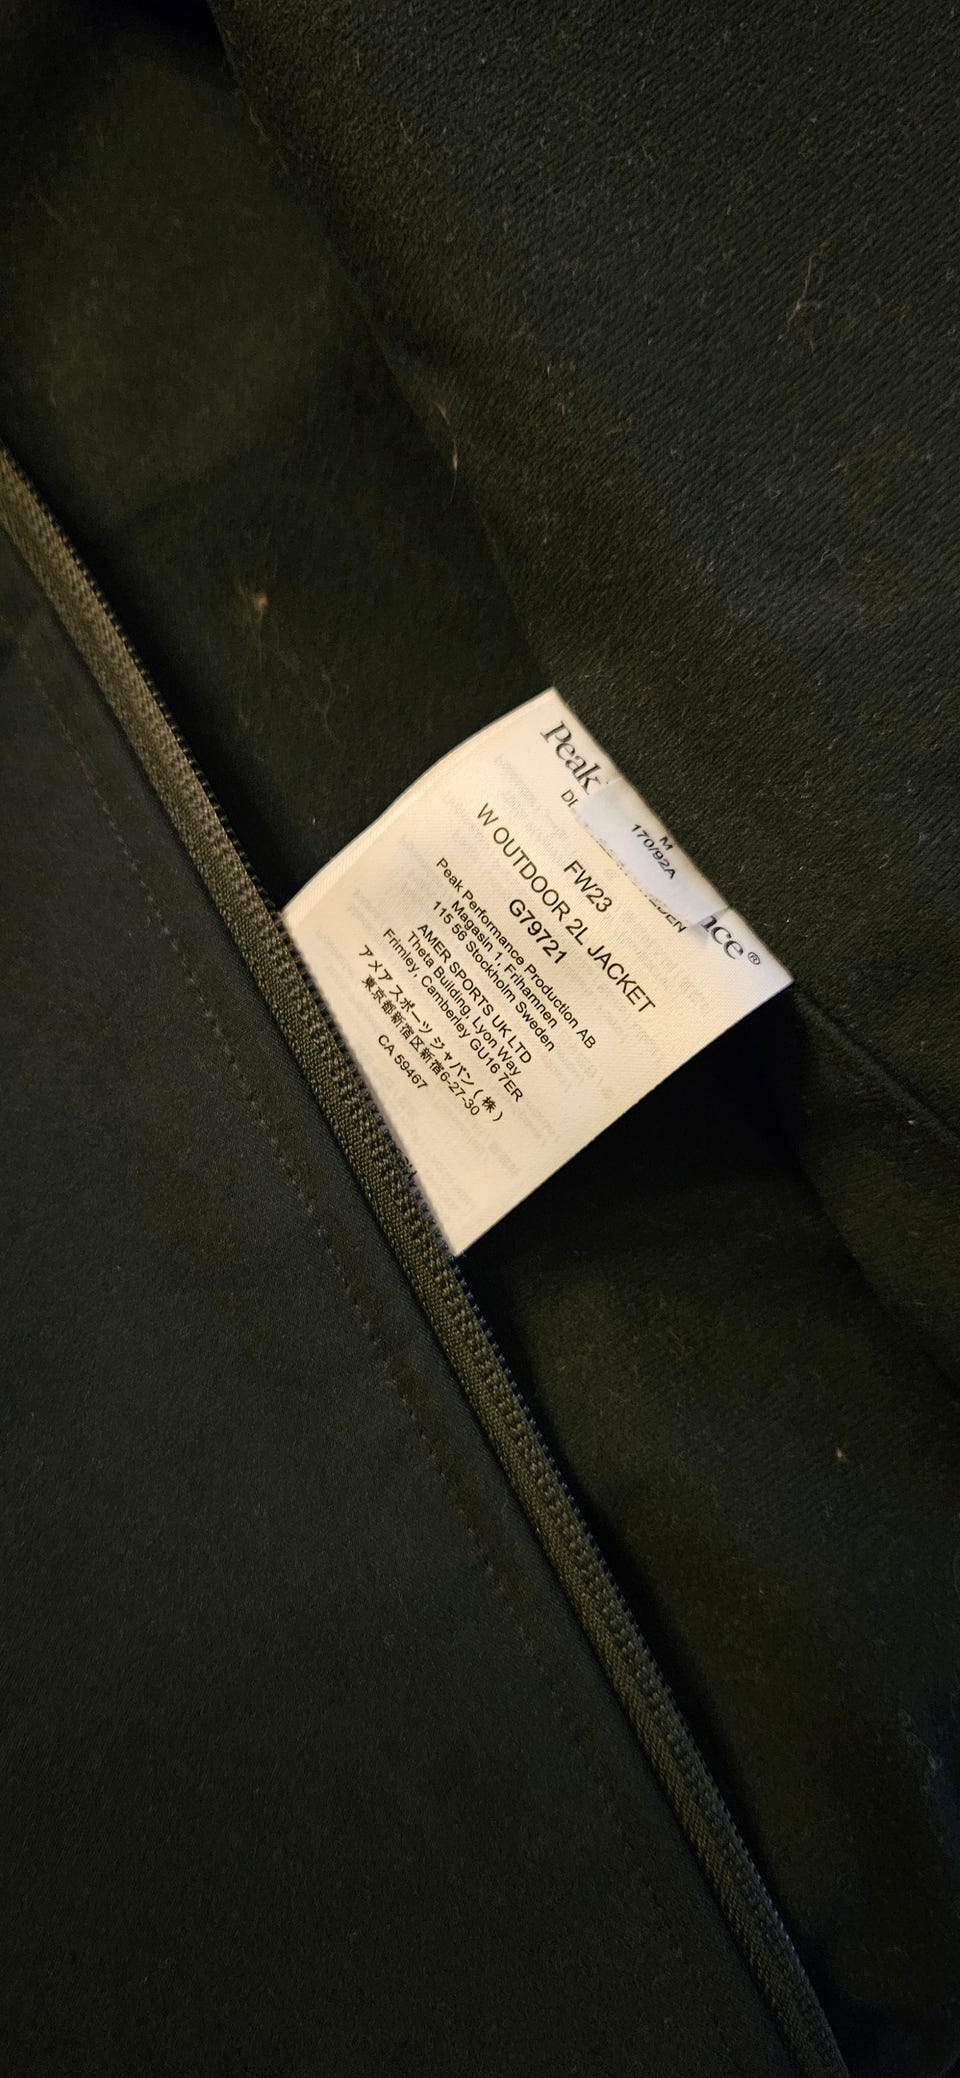 Peak
nce®
M
170/92A
FW23
W OUTDOOR 2L JACKET
G79721
Peak Performance Production AB
Magasin 1, Frihamnen
115 56 Stockholm Sweden
AMER SPORTS UK LTD
Theta Building, Lyon Way
Frimley, Camberley GU16 7ER
アメア スポーツ ジャパン ( 株 )
東京都新宿区新宿6-27-30
CA 59467